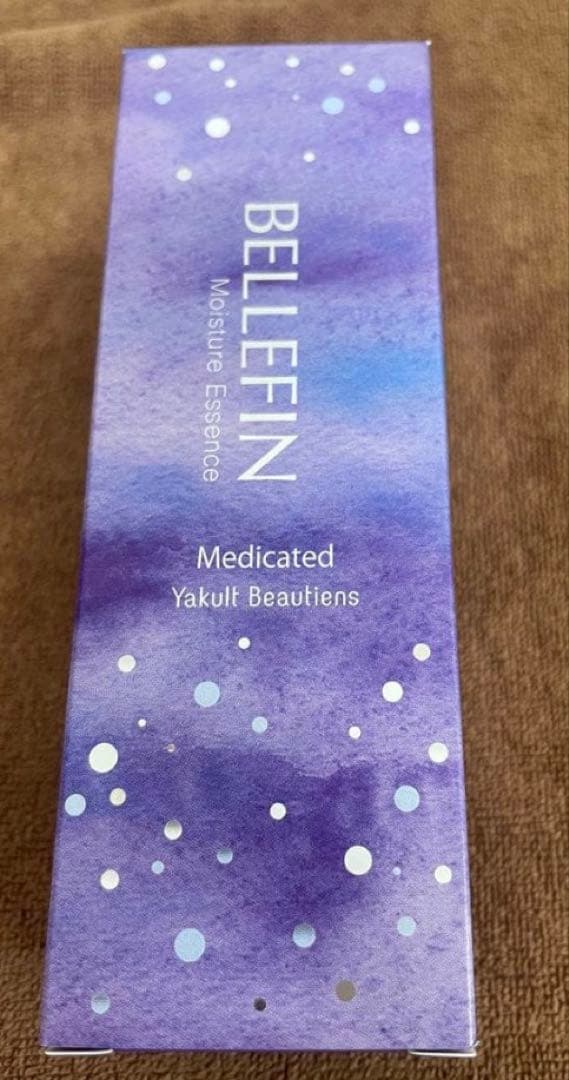 BELLEFIN
Moisture Essence
Medicated
Yakult Beautiens